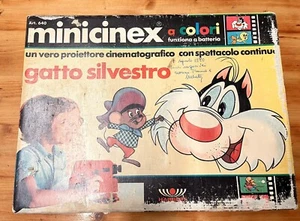 Art. 640
minicinex
a colori
funziona a batteria
un vero proiettore cinematografico con spettacolo continuo
gatto silvestro